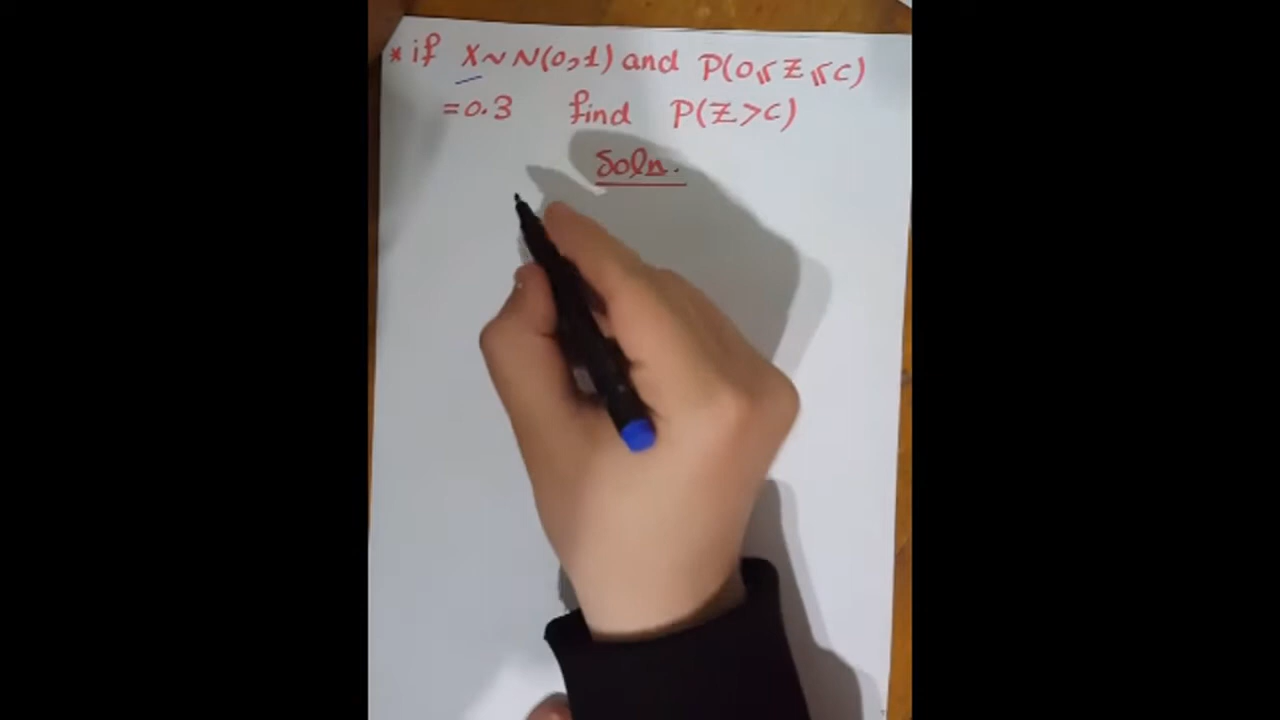 * if X~N(0,1) and P(0≤Z≤C)
=0.3 find P(Z>C)
Soln.